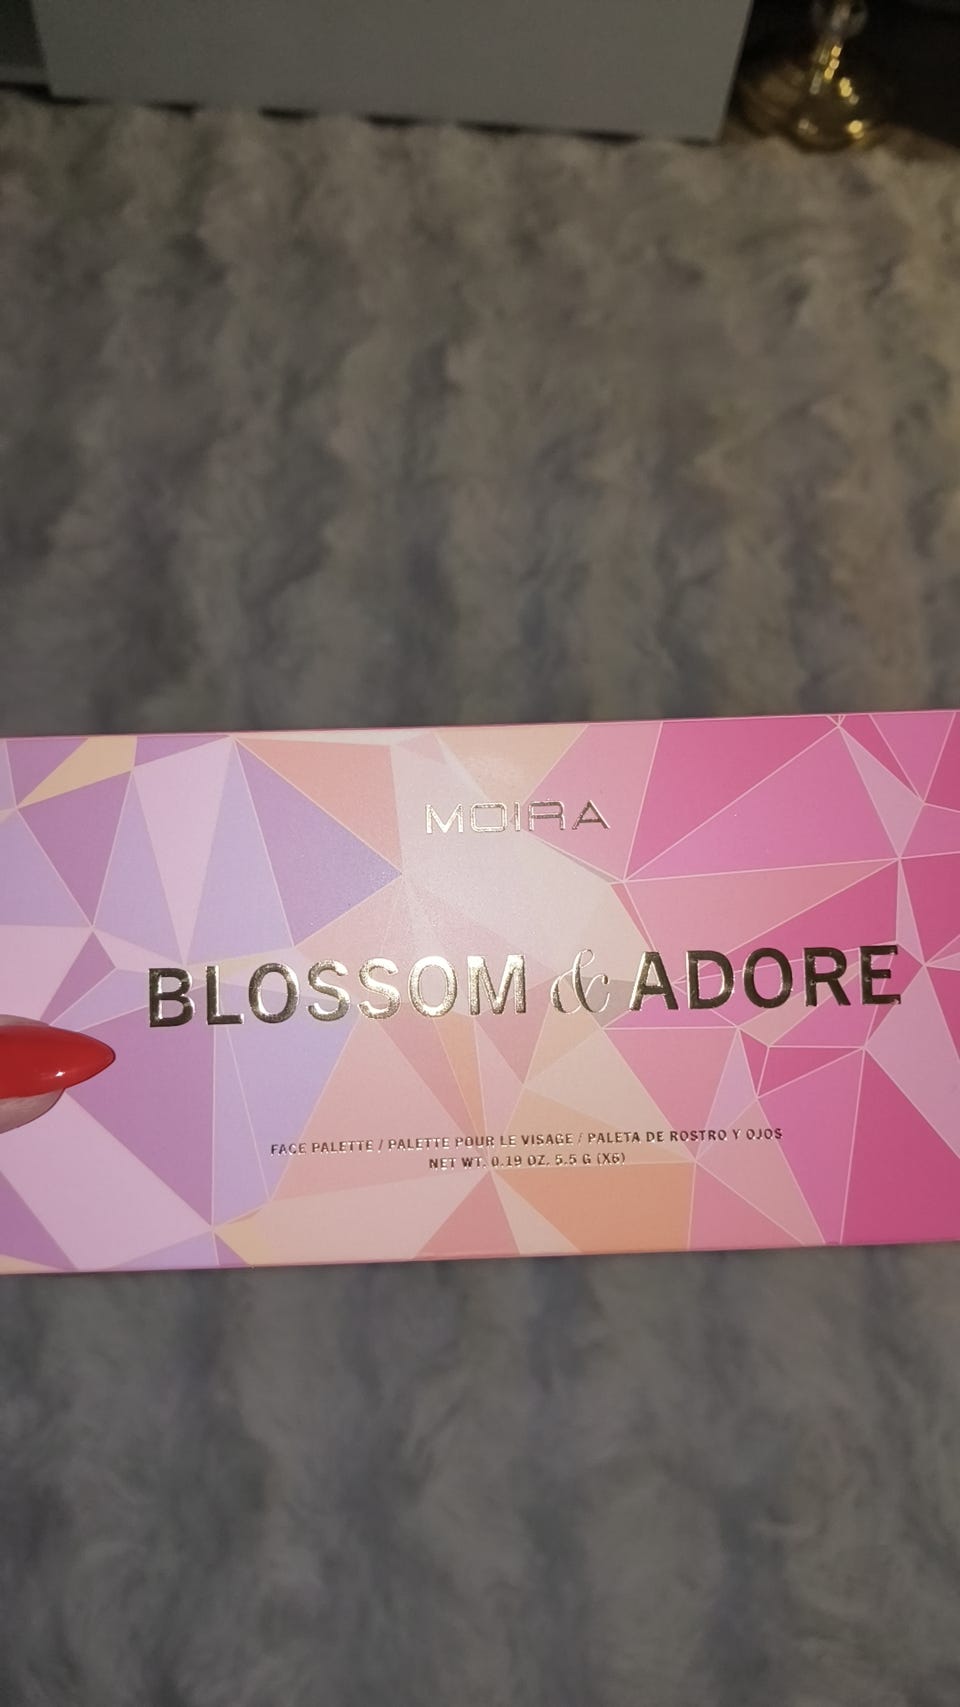 MOIRA
BLOSSOM & ADORE
FACE PALETTE / PALETTE POUR LE VISAGE / PALETA DE ROSTRO Y OJOS
NET WT. 0.19 OZ. 5.5 G (X6)